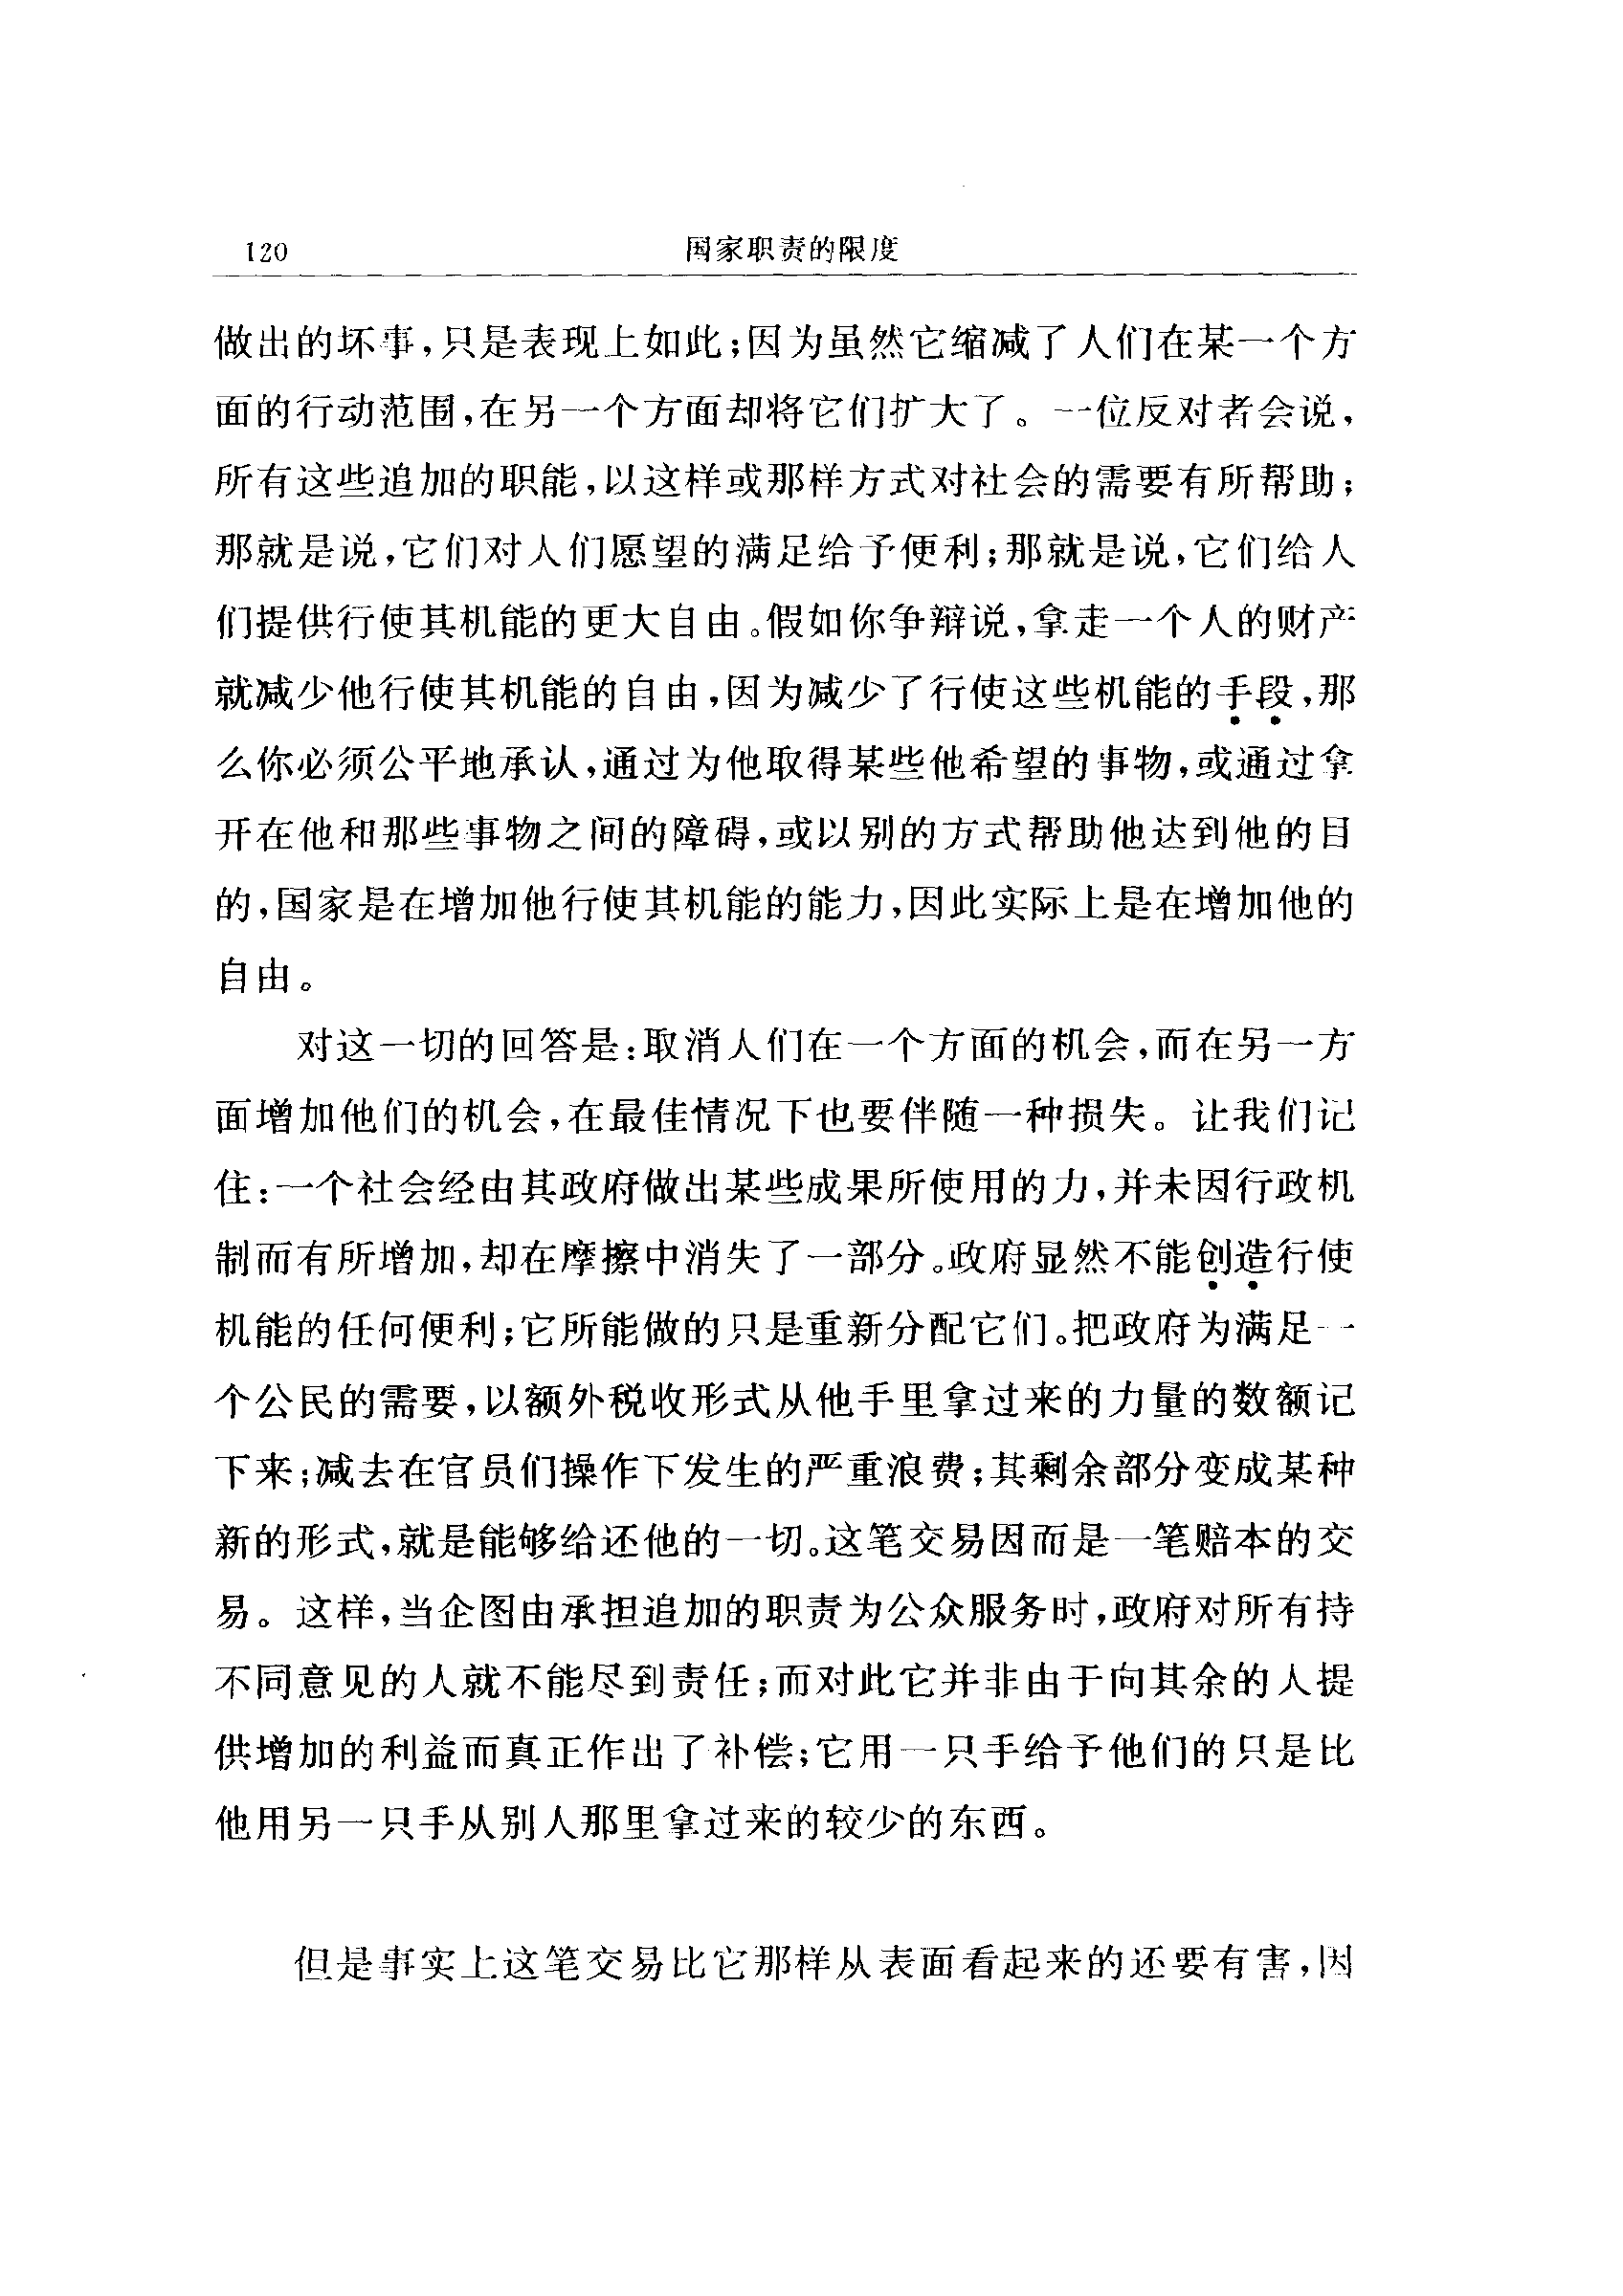 120 国家职责的限度
做出的坏事,只是表现上如此;因为虽然它缩减了人们在某一个方
面的行动范围,在另一个方面却将它们扩大了。一位反对者会说,
所有这些追加的职能,以这样或那样方式对社会的需要有所帮助;
那就是说,它们对人们愿望的满足给予便利;那就是说,它们给人
们提供行使其机能的更大自由。假如你争辩说,拿走一个人的财产
就减少他行使其机能的自由,因为减少了行使这些机能的手段,那
么你必须公平地承认,通过为他取得某些他希望的事物,或通过拿
开在他和那些事物之间的障碍,或以别的方式帮助他达到他的目
的,国家是在增加他行使其机能的能力,因此实际上是在增加他的
自由。
对这一切的回答是:取消人们在一个方面的机会,而在另一方
面增加他们的机会,在最佳情况下也要伴随一种损失。让我们记
住:一个社会经由其政府做出某些成果所使用的力,并未因行政机
制而有所增加,却在摩擦中消失了一部分。政府显然不能创造行使
机能的任何便利;它所能做的只是重新分配它们。把政府为满足一
个公民的需要,以额外税收形式从他手里拿过来的力量的数额记
下来;减去在官员们操作下发生的严重浪费;其剩余部分变成某种
新的形式,就是能够给还他的一切。这笔交易因而是一笔赔本的交
易。这样,当企图由承担追加的职责为公众服务时,政府对所有持
不同意见的人就不能尽到责任;而对此它并非由于向其余的人提
供增加的利益而真正作出了补偿;它用一只手给予他们的只是比
他用另一只手从别人那里拿过来的较少的东西。
但是事实上这笔交易比它那样从表面看起来的还要有害,因